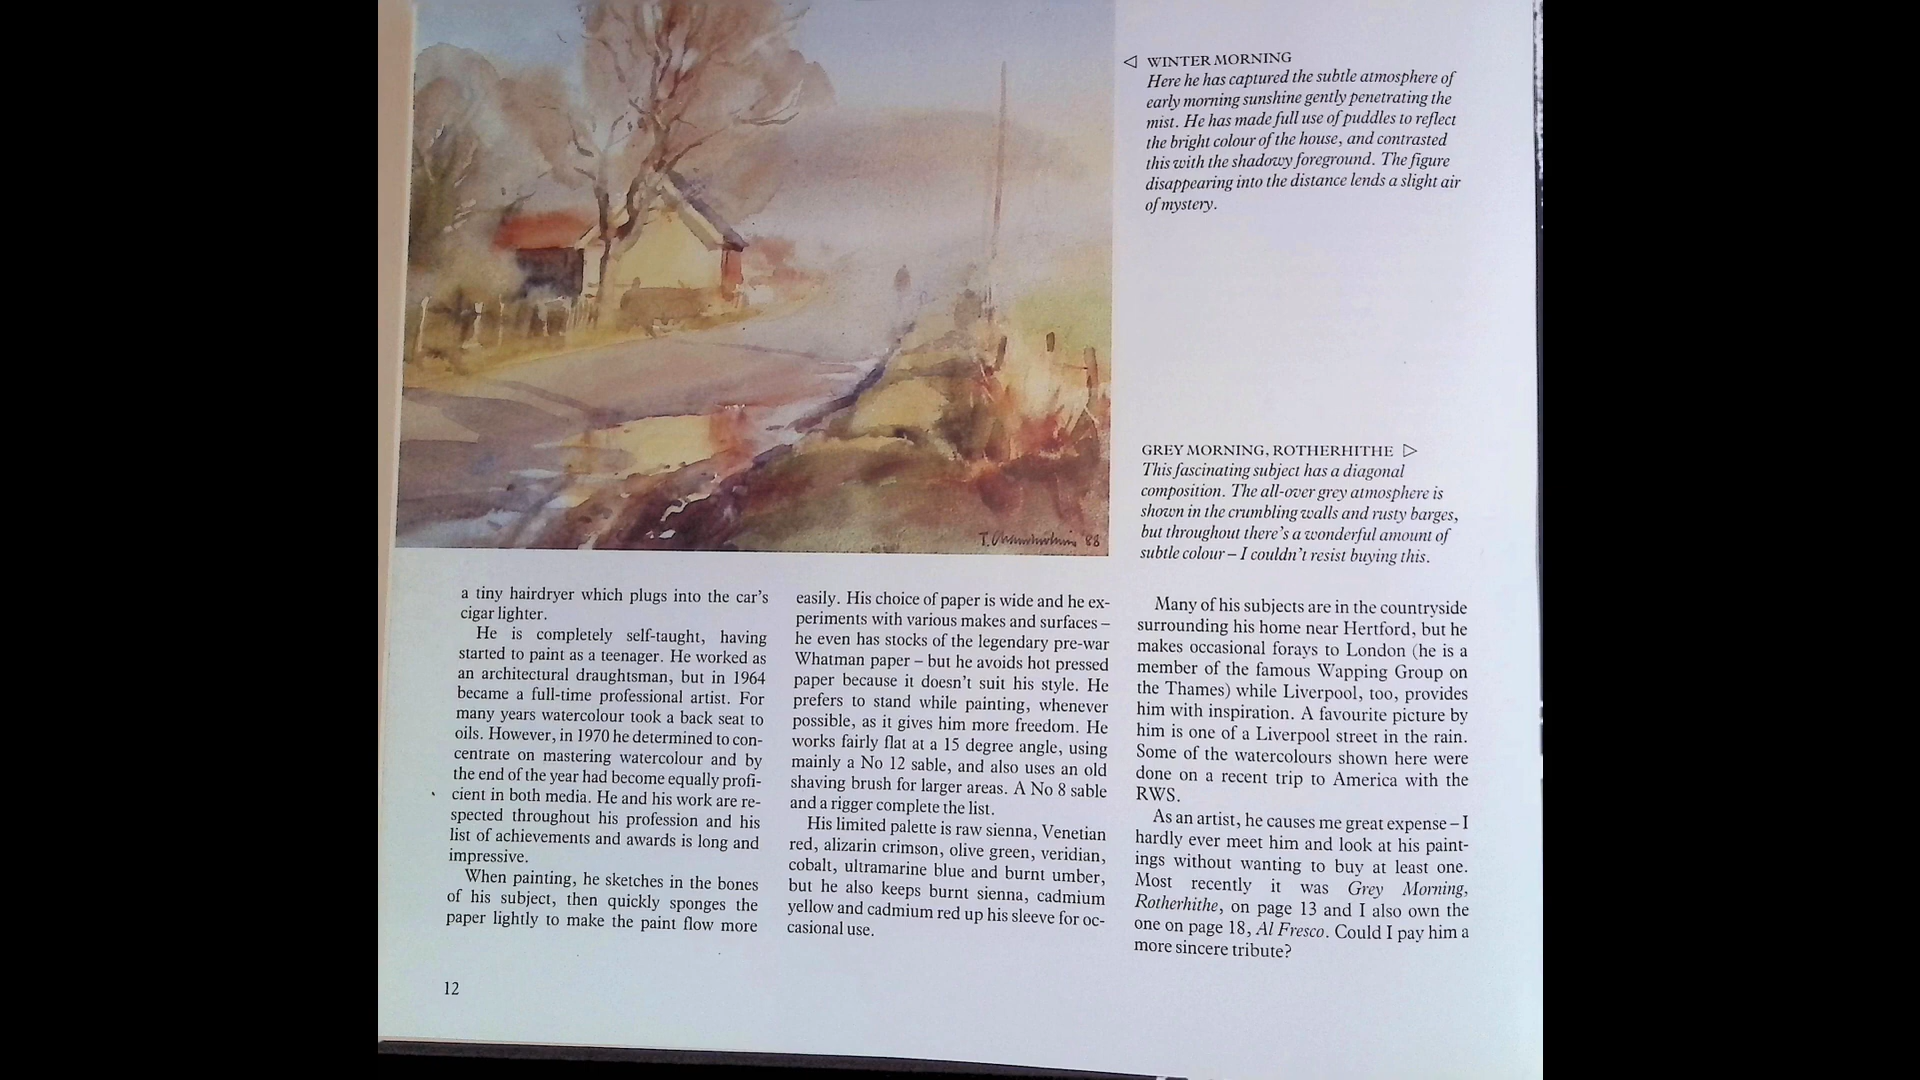 WINTER MORNING
Here he has captured the subtle atmosphere of
early morning sunshine gently penetrating the
mist. He has made full use of puddles to reflect
the bright colour of the house, and contrasted
this with the shadowy foreground. The figure
disappearing into the distance lends a slight air
of mystery.
GREY MORNING, ROTHERHITHE
This fascinating subject has a diagonal
composition. The all-over grey atmosphere is
shown in the crumbling walls and rusty barges,
but throughout there's a wonderful amount of
subtle colour – I couldn't resist buying this.
a tiny hairdryer which plugs into the car's
cigar lighter.
He is completely self-taught, having
started to paint as a teenager. He worked as
an architectural draughtsman, but in 1964
became a full-time professional artist. For
many years watercolour took a back seat to
oils. However, in 1970 he determined to con-
centrate on mastering watercolour and by
the end of the year had become equally profi-
cient in both media. He and his work are re-
spected throughout his profession and his
list of achievements and awards is long and
impressive.
When painting, he sketches in the bones
of his subject, then quickly sponges the
paper lightly to make the paint flow more
easily. His choice of paper is wide and he ex-
periments with various makes and surfaces –
he even has stocks of the legendary pre-war
Whatman paper – but he avoids hot pressed
paper because it doesn't suit his style. He
prefers to stand while painting, whenever
possible, as it gives him more freedom. He
works fairly flat at a 15 degree angle, using
mainly a No 12 sable, and also uses an old
shaving brush for larger areas. A No 8 sable
and a rigger complete the list.
His limited palette is raw sienna, Venetian
red, alizarin crimson, olive green, veridian,
cobalt, ultramarine blue and burnt umber,
but he also keeps burnt sienna, cadmium
yellow and cadmium red up his sleeve for oc-
casional use.
Many of his subjects are in the countryside
surrounding his home near Hertford, but he
makes occasional forays to London (he is a
member of the famous Wapping Group on
the Thames) while Liverpool, too, provides
him with inspiration. A favourite picture by
him is one of a Liverpool street in the rain.
Some of the watercolours shown here were
done on a recent trip to America with the
RWS.
As an artist, he causes me great expense – I
hardly ever meet him and look at his paint-
ings without wanting to buy at least one.
Most recently it was Grey Morning,
Rotherhithe, on page 13 and I also own the
one on page 18, Al Fresco. Could I pay him a
more sincere tribute?
12